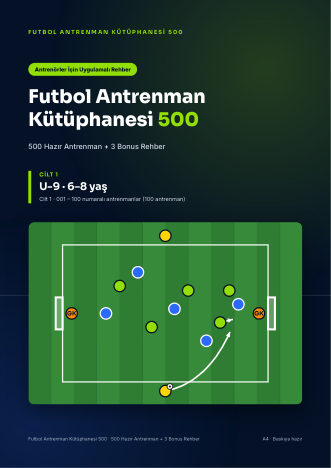 FUTBOL ANTRENMAN KÜTÜPHANESİ 500
Antrenörler İçin Uygulamalı Rehber
Futbol Antrenman
Kütüphanesi 500
500 Hazır Antrenman + 3 Bonus Rehber
CİLT 1
U-9 · 6–8 yaş
Cilt 1 · 001 – 100 numaralı antrenmanlar (100 antrenman)
GK
GK
Futbol Antrenman Kütüphanesi 500 · 500 Hazır Antrenman + 3 Bonus Rehber
A4 · Baskıya hazır